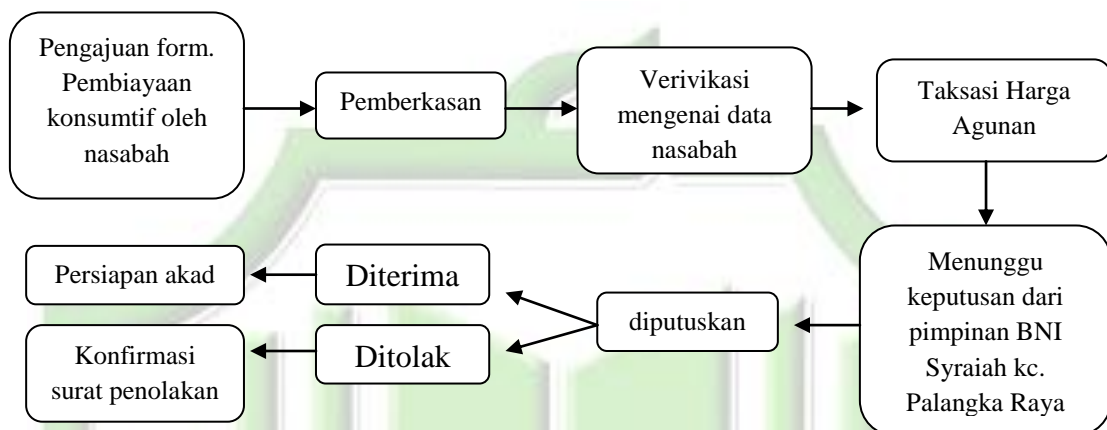 Pengajuan form.
Pembiayaan
konsumtif oleh
nasabah
Pemberkasan
Verivikasi
mengenai data
nasabah
Taksasi Harga
Agunan
Menunggu
keputusan dari
pimpinan BNI
Syraiah kc.
Palangka Raya
diputuskan
Diterima
Persiapan akad
Ditolak
Konfirmasi
surat penolakan